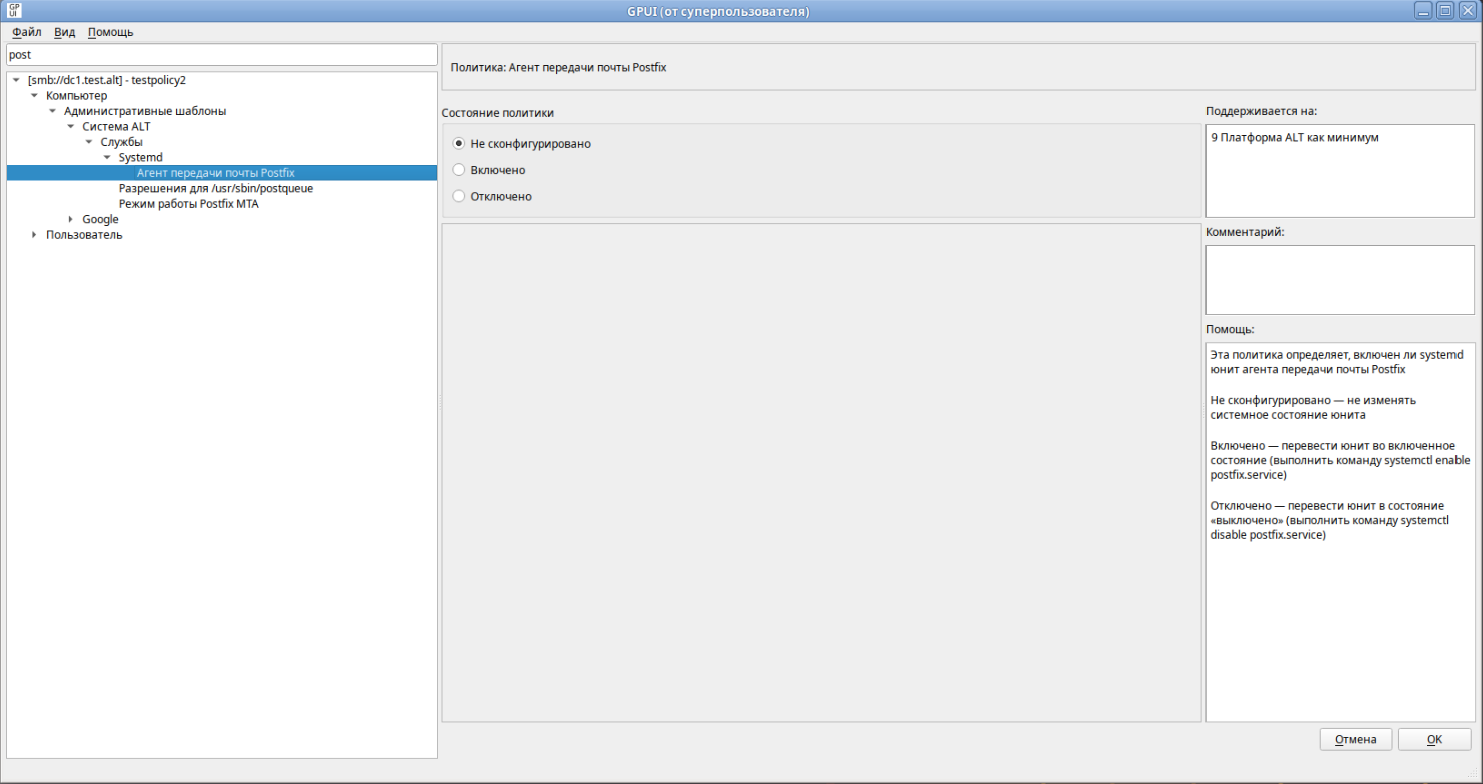 GPUI
GPUI (от суперпользователя)
Файл Вид Помощь
post
[smb://dc1.test.alt] - testpolicy2
Компьютер
Административные шаблоны
Система ALT
Службы
Systemd
Агент передачи почты Postfix
Разрешения для /usr/sbin/postqueue
Режим работы Postfix MTA
Google
Пользователь
Политика: Агент передачи почты Postfix
Состояние политики
Не сконфигурировано
Включено
Отключено
Поддерживается на:
9 Платформа ALT как минимум
Комментарий:
Помощь:
Эта политика определяет, включен ли systemd
юнит агента передачи почты Postfix
Не сконфигурировано — не изменять
системное состояние юнита
Включено — перевести юнит во включенное
состояние (выполнить команду systemctl enable
postfix.service)
Отключено — перевести юнит в состояние
«выключено» (выполнить команду systemctl
disable postfix.service)
Отмена
OK